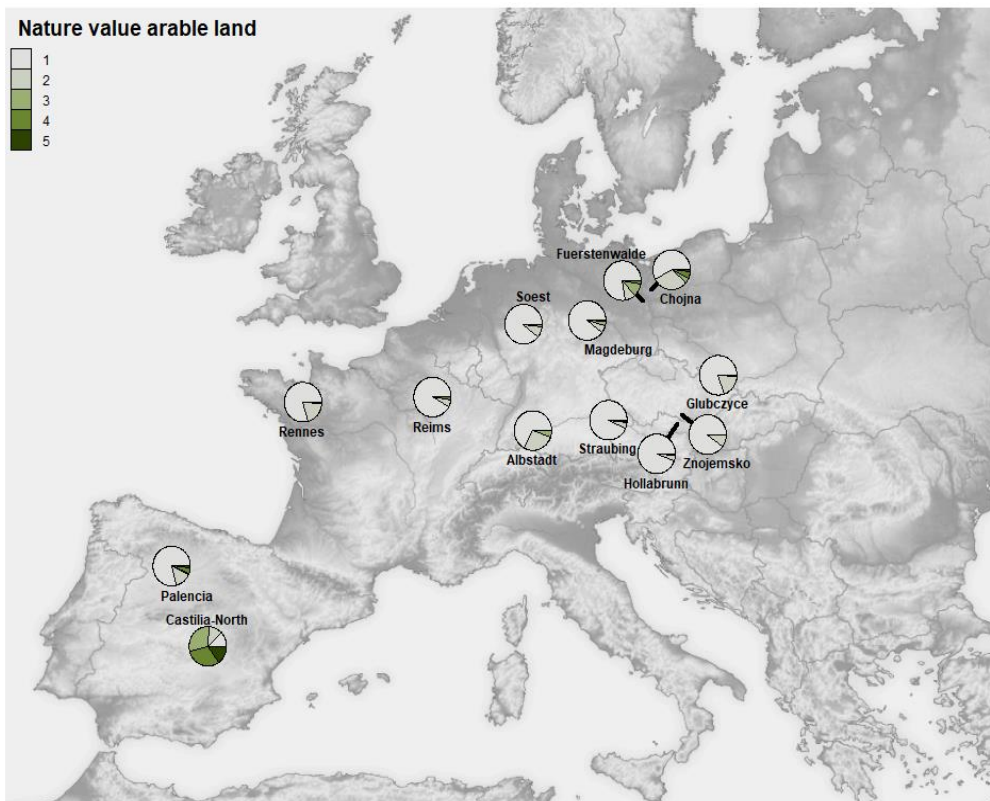 Nature value arable land
1
2
3
4
5
Fuerstenwalde
Chojna
Soest
Magdeburg
Glubczyce
Rennes
Reims
Albstadt
Straubing
Znojemsko
Hollabrunn
Palencia
Castilia-North